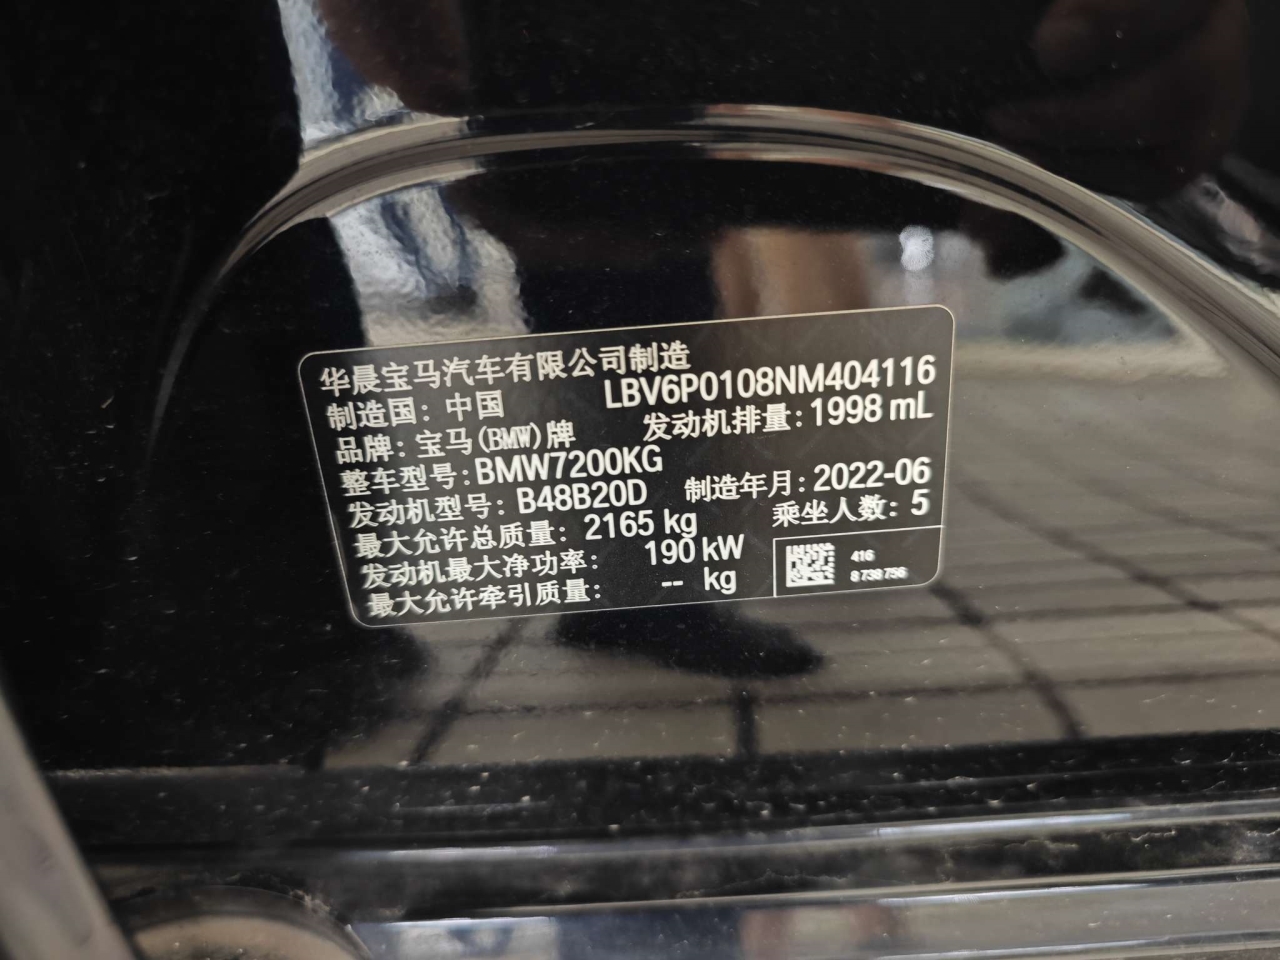 华晨宝马汽车有限公司制造
制造国：中国 LBV6P0108NM404116
品牌：宝马(BMW)牌 发动机排量：1998 mL
整车型号：BMW7200KG
发动机型号：B48B20D 制造年月：2022-06
最大允许总质量：2165 kg 乘坐人数：5
发动机最大净功率：190 kW
最大允许牵引质量：-- kg
416
8 738 756